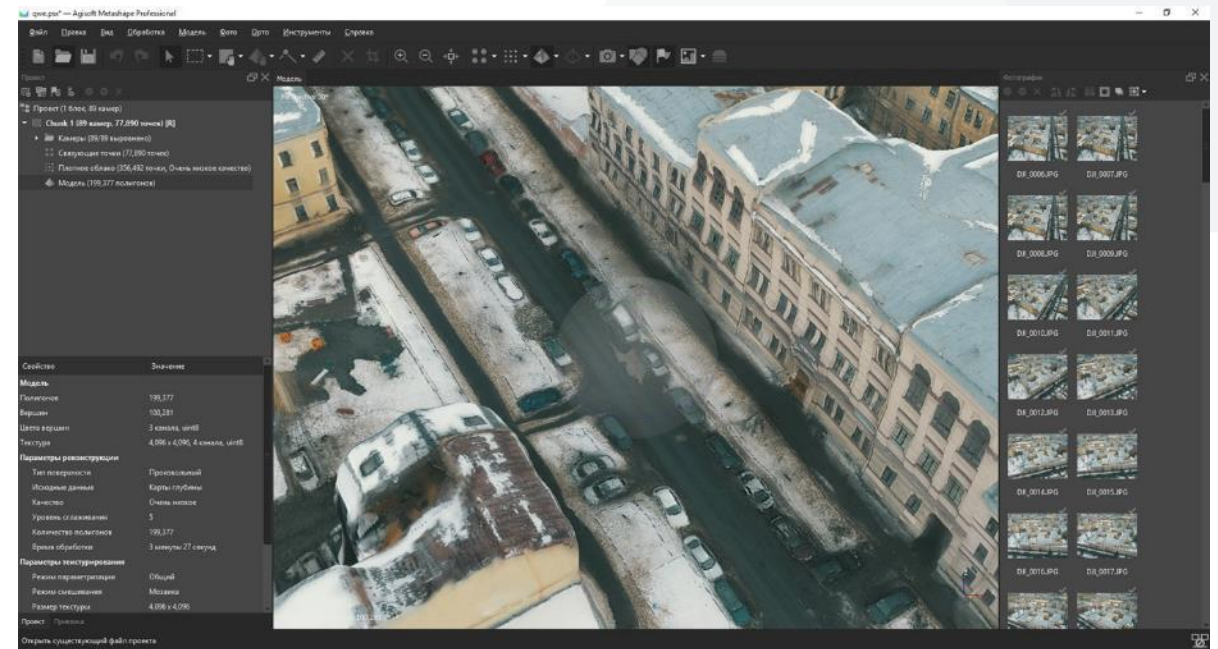 qwe.psx* — Agisoft Metashape Professional
Файл Правка Вид Обработка Модель Фото Орто Инструменты Справка
Проект
Модель
Фотографии
Проект (1 блок, 89 камер)
Chunk 1 (89 камер, 77,890 точек) [R]
Камеры (89/89 выровнено)
Связующие точки (77,890 точек)
Плотное облако (356,492 точки, Очень низкое качество)
Модель (199,377 полигонов)
30°
DJI_0006.JPG DJI_0007.JPG
DJI_0008.JPG DJI_0009.JPG
DJI_0010.JPG DJI_0011.JPG
DJI_0012.JPG DJI_0013.JPG
DJI_0014.JPG DJI_0015.JPG
DJI_0016.JPG DJI_0017.JPG
Свойство Значение
Модель
Полигонов 199,377
Вершин 100,281
Цвета вершин 3 канала, uint8
Текстура 4,096 x 4,096, 4 канала, uint8
Параметры реконструкции
Тип поверхности Произвольный
Исходные данные Карты глубины
Качество Очень низкое
Уровень сглаживания 5
Количество полигонов 199,377
Время обработки 3 минуты 27 секунд
Параметры текстурирования
Режим параметризации Общий
Режим смешивания Мозаика
Размер текстуры 4,096 x 4,096
Проект Привязка
Открыть существующий файл проекта